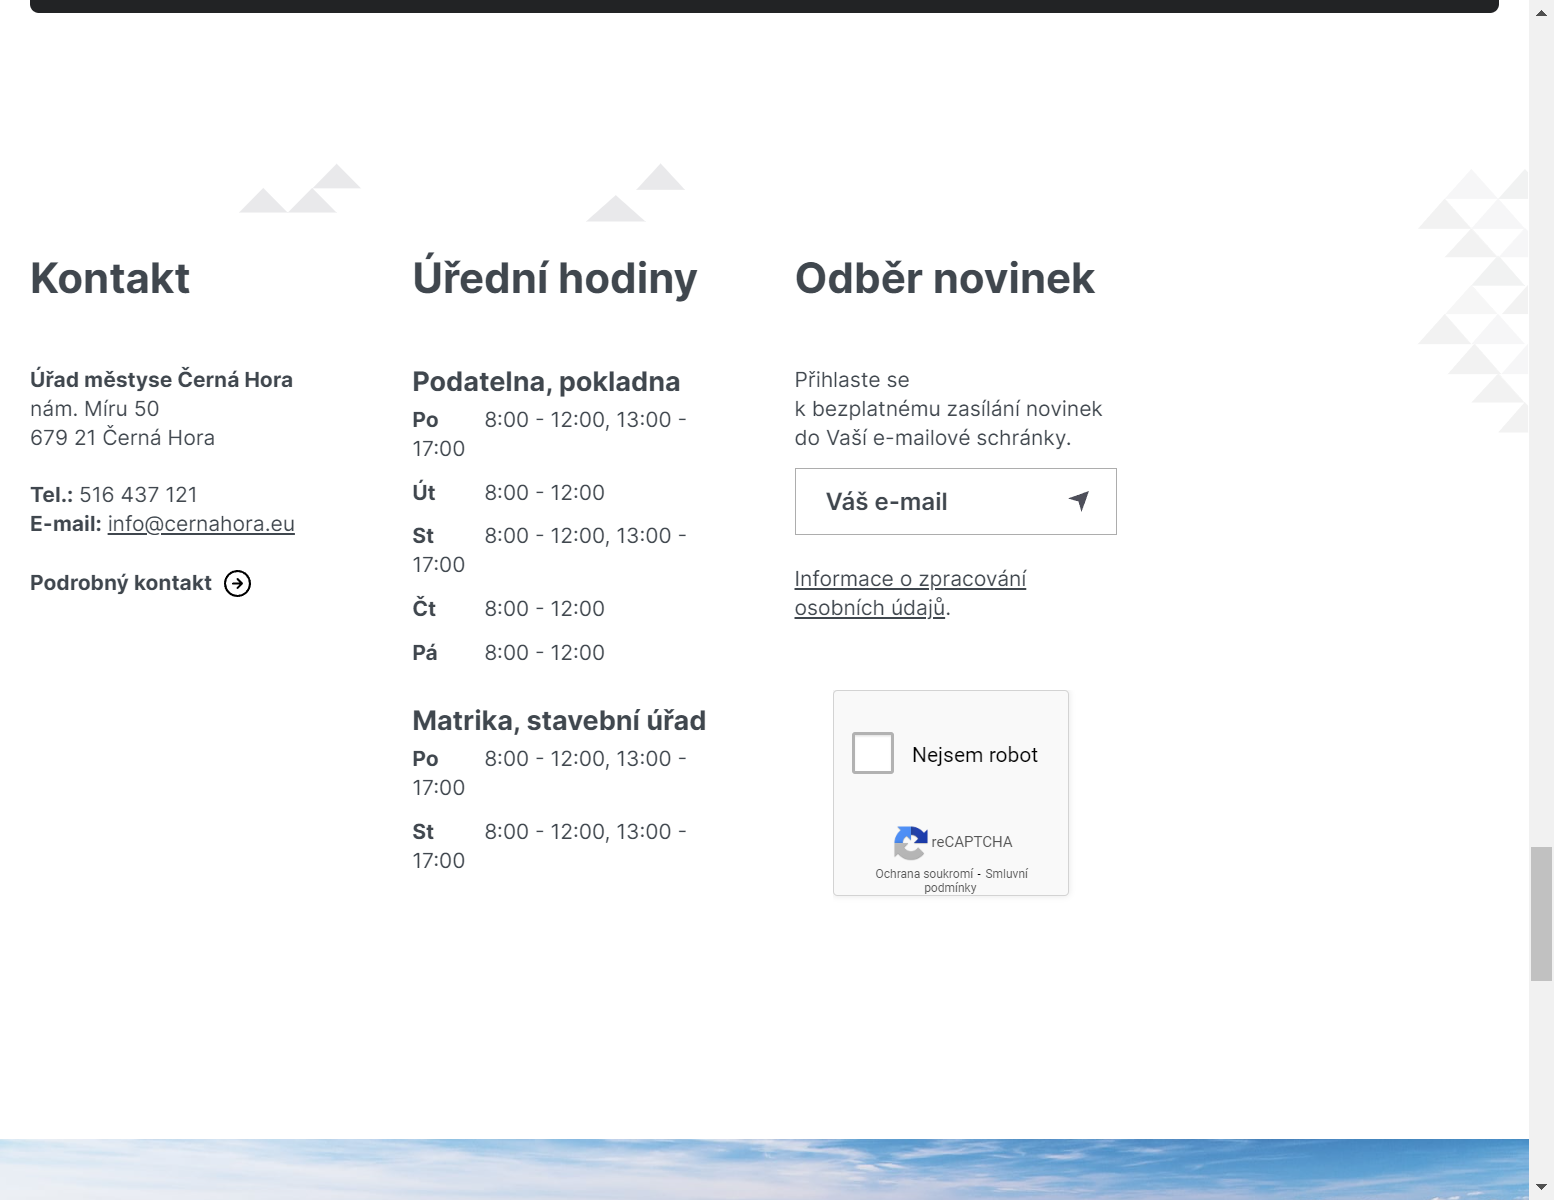 Kontakt
Úřad městyse Černá Hora
nám. Míru 50
679 21 Černá Hora
Tel.: 516 437 121
E-mail: info@cernahora.eu
Podrobný kontakt
Úřední hodiny
Podatelna, pokladna
Po 8:00 - 12:00, 13:00 -
17:00
Út 8:00 - 12:00
St 8:00 - 12:00, 13:00 -
17:00
Čt 8:00 - 12:00
Pá 8:00 - 12:00
Matrika, stavební úřad
Po 8:00 - 12:00, 13:00 -
17:00
St 8:00 - 12:00, 13:00 -
17:00
Odběr novinek
Přihlaste se
k bezplatnému zasílání novinek
do Vaší e-mailové schránky.
Váš e-mail
Informace o zpracování
osobních údajů.
Nejsem robot
reCAPTCHA
Ochrana soukromí - Smluvní
podmínky